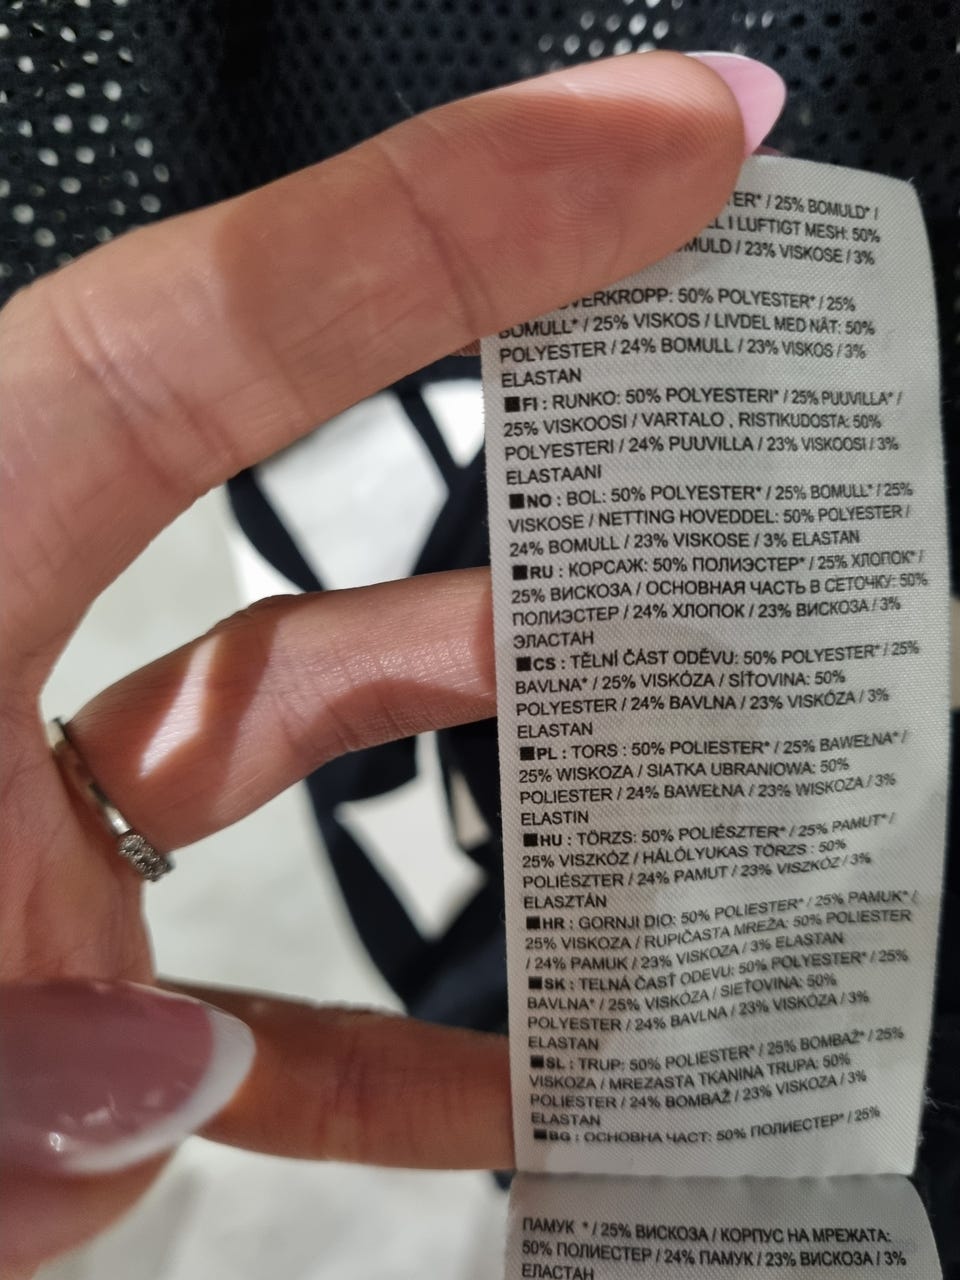 / 25% BOMULD* /
I LUFTIGT MESH: 50%
/ 23% VISKOSE / 3%
50% POLYESTER* / 25%
BOMULL* / 25% VISKOS / LIVDEL MED NÄT: 50%
POLYESTER / 24% BOMULL / 23% VISKOS / 3%
ELASTAN
■FI : RUNKO: 50% POLYESTERI* / 25% PUUVILLA* /
25% VISKOOSI / VARTALO , RISTIKUDOSTA: 50%
POLYESTERI / 24% PUUVILLA / 23% VISKOOSI / 3%
ELASTAANI
■NO : BOL: 50% POLYESTER* / 25% BOMULL* / 25%
VISKOSE / NETTING HOVEDDEL: 50% POLYESTER /
24% BOMULL / 23% VISKOSE / 3% ELASTAN
■RU : КОРСАЖ: 50% ПОЛИЭСТЕР* / 25% ХЛОПОК* /
25% ВИСКОЗА / ОСНОВНАЯ ЧАСТЬ В СЕТОЧКУ: 50%
ПОЛИЭСТЕР / 24% ХЛОПОК / 23% ВИСКОЗА / 3%
ЭЛАСТАН
■CS : TĚLNÍ ČÁST ODĚVU: 50% POLYESTER* / 25%
BAVLNA* / 25% VISKÓZA / SÍŤOVINA: 50%
POLYESTER / 24% BAVLNA / 23% VISKÓZA / 3%
ELASTAN
■PL : TORS : 50% POLIESTER* / 25% BAWEŁNA* /
25% WISKOZA / SIATKA UBRANIOWA: 50%
POLIESTER / 24% BAWEŁNA / 23% WISKOZA / 3%
ELASTIN
■HU : TÖRZS: 50% POLIÉSZTER* / 25% PAMUT* /
25% VISZKÓZ / HÁLÓLYUKAS TÖRZS : 50%
POLIÉSZTER / 24% PAMUT / 23% VISZKÓZ / 3%
ELASZTÁN
■HR : GORNJI DIO: 50% POLIESTER* / 25% PAMUK* /
25% VISKOZA / RUPIČASTA MREŽA: 50% POLIESTER
/ 24% PAMUK / 23% VISKOZA / 3% ELASTAN
■SK : TELNÁ ČASŤ ODEVU: 50% POLYESTER* / 25%
BAVLNA* / 25% VISKÓZA / SIEŤOVINA: 50%
POLYESTER / 24% BAVLNA / 23% VISKÓZA / 3%
ELASTAN
■SL : TRUP: 50% POLIESTER* / 25% BOMBAŽ* / 25%
VISKOZA / MREZASTA TKANINA TRUPA: 50%
POLIESTER / 24% BOMBAŽ / 23% VISKOZA / 3%
ELASTAN
■BG : ОСНОВНА ЧАСТ: 50% ПОЛИЕСТЕР* / 25%
ПАМУК * / 25% ВИСКОЗА / КОРПУС НА МРЕЖАТА:
50% ПОЛИЕСТЕР / 24% ПАМУК / 23% ВИСКОЗА / 3%
ЕЛАСТАН